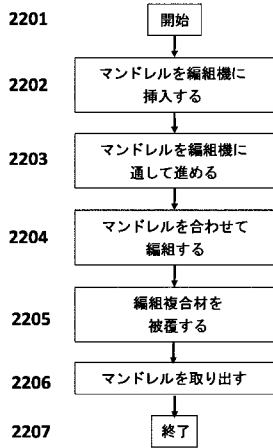 2201 開始
2202 マンドレルを編組機に
挿入する
2203 マンドレルを編組機に
通して進める
2204 マンドレルを合わせて
編組する
2205 編組複合材を
被覆する
2206 マンドレルを取り出す
2207 終了